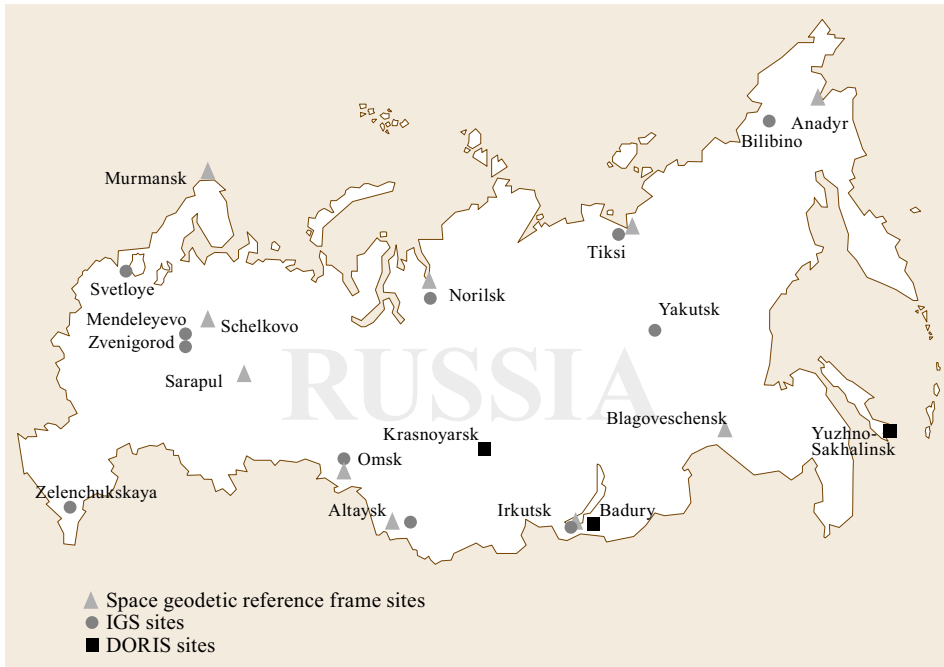 Anadyr
Bilibino
Murmansk
Tiksi
Svetloye
Norilsk
Mendeleyevo
Schelkovo
Yakutsk
Zvenigorod
RUSSIA
Sarapul
Blagoveschensk
Krasnoyarsk
Yuzhno-
Sakhalinsk
Omsk
Zelenchukskaya
Altaysk
Irkutsk
Badury
Space geodetic reference frame sites
IGS sites
DORIS sites